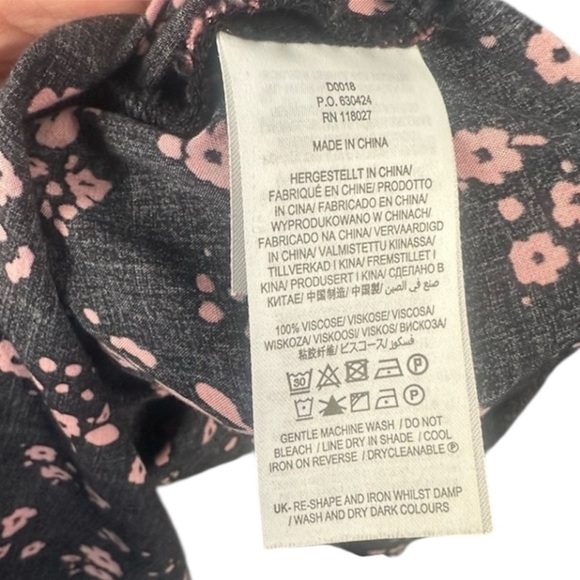 D0018
P.O. 630424
RN 118027
MADE IN CHINA
HERGESTELLT IN CHINA/
FABRIQUÉ EN CHINE/ PRODOTTO
IN CINA/ FABRICADO EN CHINA/
WYPRODUKOWANO W CHINACH/
FABRICADO NA CHINA/ VERVAARDIGD
IN CHINA/ VALMISTETTU KIINASSA/
TILLVERKAD I KINA/ FREMSTILLET I
KINA/ PRODUSERT I KINA/ СДЕЛАНО В
КИТАЕ/ 中国制造/ 中国製/ صنع في الصين
100% VISCOSE/ VISKOSE/ VISCOSA/
WISKOZA/ VISKOOSI/ VISKOS/ ВИСКОЗА/
粘胶纤维/ ビスコース/ فسكوز
30 P
P
GENTLE MACHINE WASH / DO NOT
BLEACH / LINE DRY IN SHADE / COOL
IRON ON REVERSE / DRYCLEANABLE Ⓟ
UK- RE-SHAPE AND IRON WHILST DAMP
/ WASH AND DRY DARK COLOURS